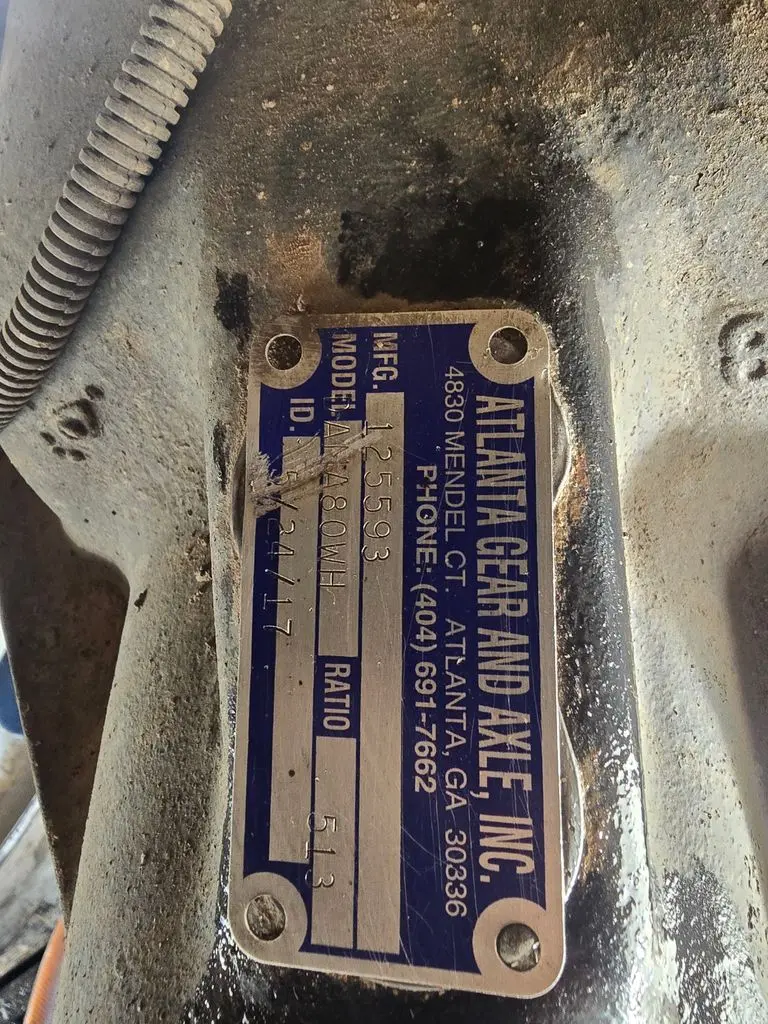 ATLANTA GEAR AND AXLE, INC.
4830 MENDEL CT. ATLANTA, GA 30336
PHONE: (404) 691-7662
MFG. 125593
MODEL RATIO 513
ID. 5/24/17